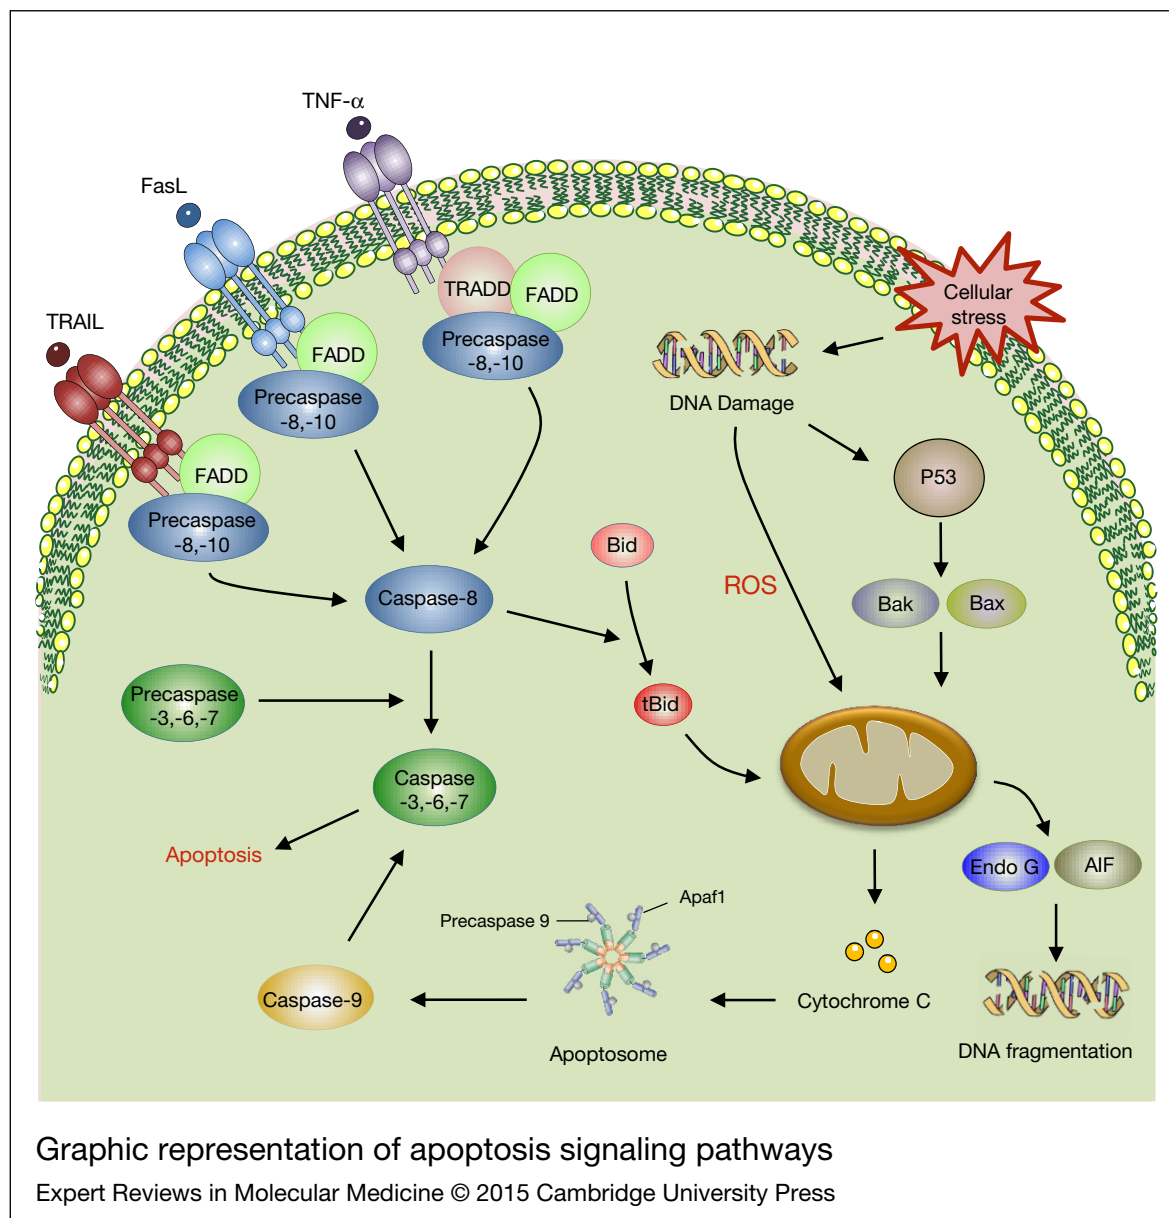 TNF-α
FasL
TRAIL
TRADD
FADD
Precaspase
-8,-10
FADD
Precaspase
-8,-10
FADD
Precaspase
-8,-10
Cellular
stress
DNA Damage
P53
Bid
ROS
Bak
Bax
Caspase-8
Precaspase
-3,-6,-7
tBid
Caspase
-3,-6,-7
Apoptosis
Endo G
AIF
Apaf1
Precaspase 9
Caspase-9
Cytochrome C
Apoptosome
DNA fragmentation
Graphic representation of apoptosis signaling pathways
Expert Reviews in Molecular Medicine © 2015 Cambridge University Press